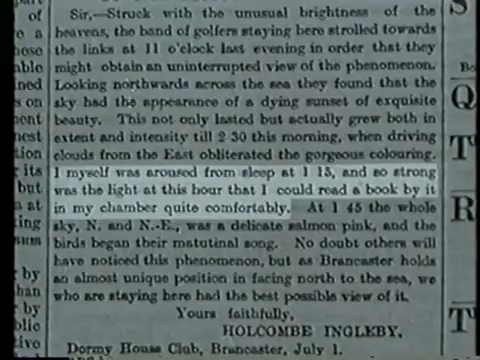 Sir,—Struck with the unusual brightness of the
heavens, the band of golfers staying here strolled towards
the links at 11 o'clock last evening in order that they
might obtain an uninterrupted view of the phenomenon.
Looking northwards across the sea they found that the
sky had the appearance of a dying sunset of exquisite
beauty. This not only lasted but actually grew both in
extent and intensity till 2 30 this morning, when driving
clouds from the East obliterated the gorgeous colouring.
I myself was aroused from sleep at 1 15, and so strong
was the light at this hour that I could read a book by it
in my chamber quite comfortably. At 1 45 the whole
sky, N. and N.-E., was a delicate salmon pink, and the
birds began their matutinal song. No doubt others will
have noticed this phenomenon, but as Brancaster holds
an almost unique position in facing north to the sea, we
who are staying here had the best possible view of it.
Yours faithfully,
HOLCOMBE INGLEBY.
Dormy House Club, Brancaster, July 1.